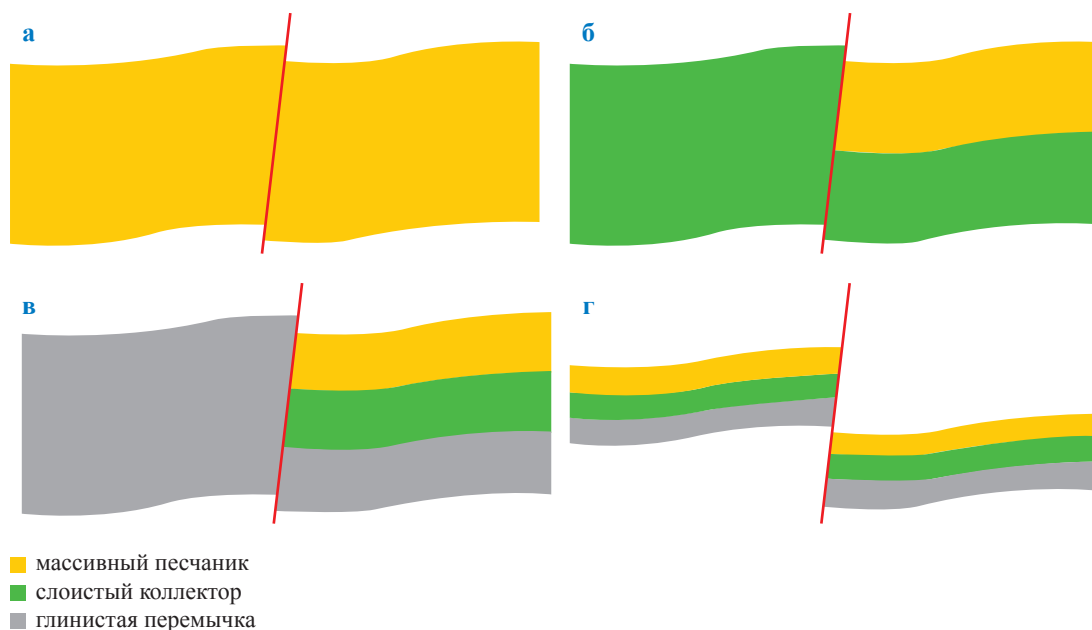 а
б
в
г
массивный песчаник
слоистый коллектор
глинистая перемычка